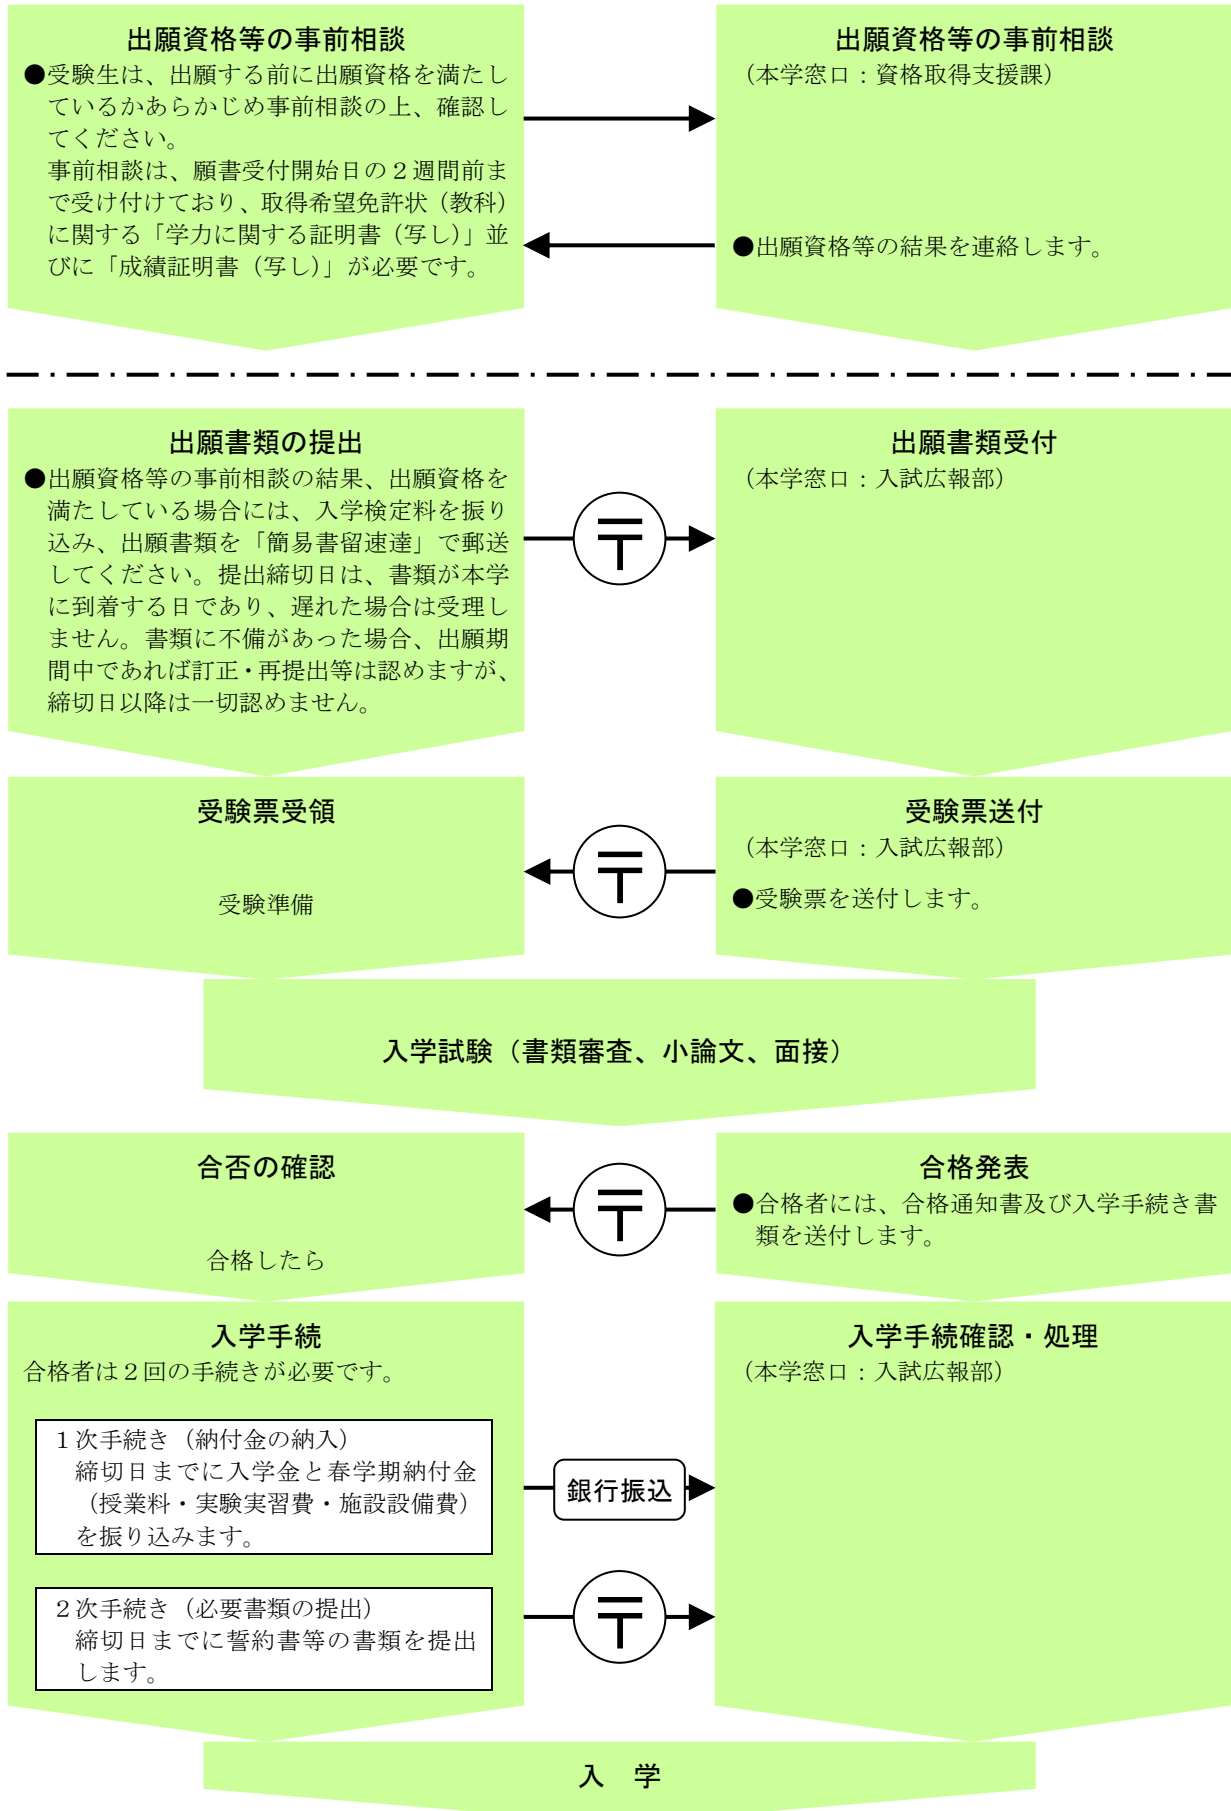 出願資格等の事前相談
●受験生は、出願する前に出願資格を満たし
ているかあらかじめ事前相談の上、確認し
てください。
事前相談は、願書受付開始日の２週間前ま
で受け付けており、取得希望免許状（教科）
に関する「学力に関する証明書（写し）」並
びに「成績証明書（写し）」が必要です。
出願資格等の事前相談
（本学窓口：資格取得支援課）
●出願資格等の結果を連絡します。
出願書類の提出
●出願資格等の事前相談の結果、出願資格を
満たしている場合には、入学検定料を振り
込み、出願書類を「簡易書留速達」で郵送
してください。提出締切日は、書類が本学
に到着する日であり、遅れた場合は受理し
ません。書類に不備があった場合、出願期
間中であれば訂正・再提出等は認めますが、
締切日以降は一切認めません。
〒
出願書類受付
（本学窓口：入試広報部）
受験票受領
受験準備
〒
受験票送付
（本学窓口：入試広報部）
●受験票を送付します。
入学試験（書類審査、小論文、面接）
合否の確認
合格したら
〒
合格発表
●合格者には、合格通知書及び入学手続き書
類を送付します。
入学手続
合格者は２回の手続きが必要です。
１次手続き（納付金の納入）
締切日までに入学金と春学期納付金
（授業料・実験実習費・施設設備費）
を振り込みます。
銀行振込
２次手続き（必要書類の提出）
締切日までに誓約書等の書類を提出
します。
〒
入学手続確認・処理
（本学窓口：入試広報部）
入　学